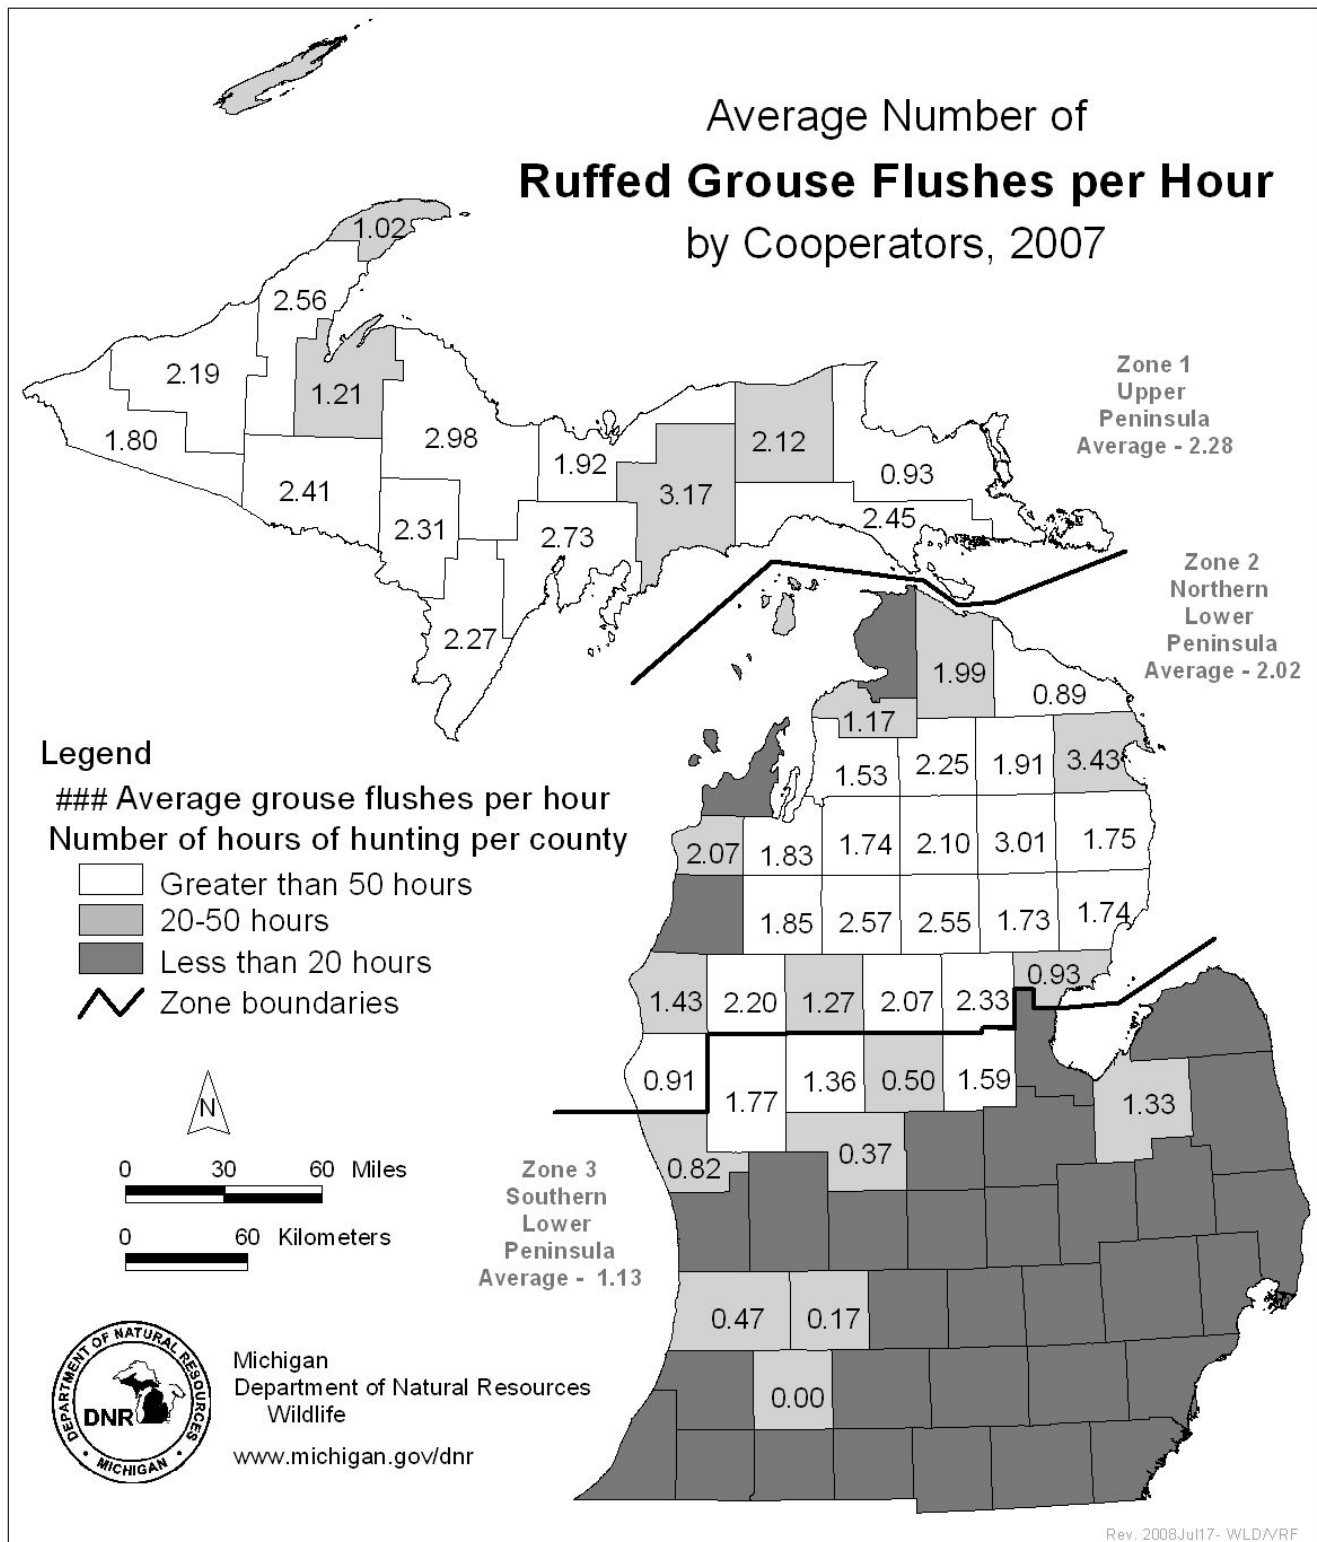 Average Number of
Ruffed Grouse Flushes per Hour
by Cooperators, 2007
1.02
2.56
2.19
1.21
1.80
2.98
2.41
2.31
1.92
2.73
3.17
2.12
0.93
2.45
2.27
Zone 1
Upper
Peninsula
Average - 2.28
Zone 2
Northern
Lower
Peninsula
Average - 2.02
1.99
0.89
1.17
1.53
2.25
1.91
3.43
2.07
1.83
1.74
2.10
3.01
1.75
1.85
2.57
2.55
1.73
1.74
1.43
2.20
1.27
2.07
2.33
0.93
0.91
1.77
1.36
0.50
1.59
1.33
0.82
0.37
0.47
0.17
0.00
Legend
### Average grouse flushes per hour
Number of hours of hunting per county
Greater than 50 hours
20-50 hours
Less than 20 hours
Zone boundaries
N
0 30 60 Miles
0 60 Kilometers
Zone 3
Southern
Lower
Peninsula
Average - 1.13
DEPARTMENT OF NATURAL RESOURCES
DNR
MICHIGAN
Michigan
Department of Natural Resources
Wildlife
www.michigan.gov/dnr
Rev. 2008Jul17- WLD/VRF